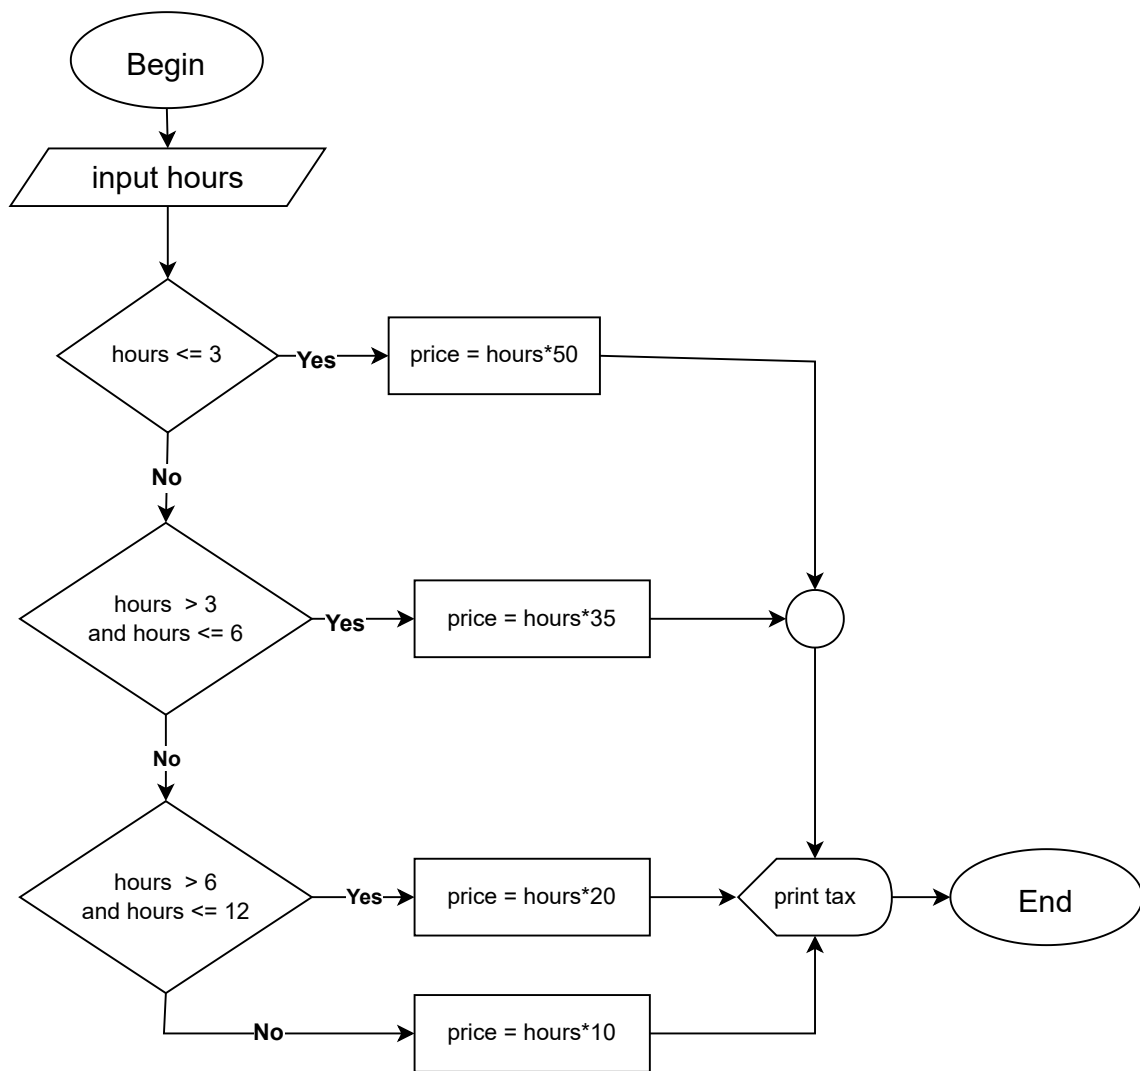 Begin
input hours
hours <= 3
Yes
price = hours*50
No
hours  > 3
and hours <= 6
Yes
price = hours*35
No
hours  > 6
and hours <= 12
Yes
price = hours*20
print tax
End
No
price = hours*10